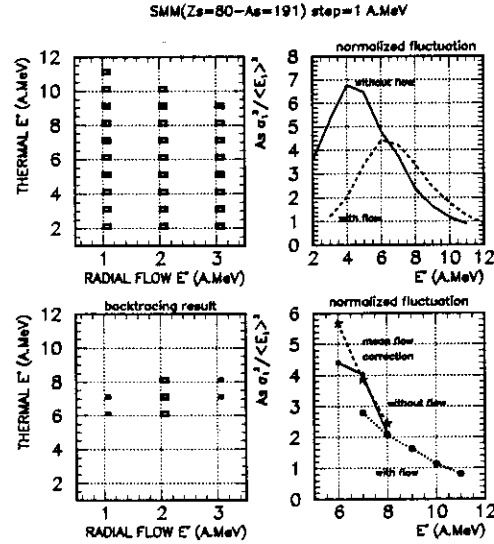 SMM(Zs=80-As=191) step=1 A.MeV
normalized fluctuation
THERMAL E* (A.MeV)
12
10
8
6
4
2
1 2 3
RADIAL FLOW E* (A.MeV)
As σ₁²/<E₁>²
8
7
6
5
4
3
2
1
0
without flow
with flow
2 4 6 8 10 12
E* (A.MeV)
backtracing result
THERMAL E* (A.MeV)
12
10
8
6
4
2
1 2 3
RADIAL FLOW E* (A.MeV)
normalized fluctuation
As σ₁²/<E₁>²
6
5
4
3
2
1
0
mean flow
correction
without flow
with flow
6 8 10 12
E* (A.MeV)